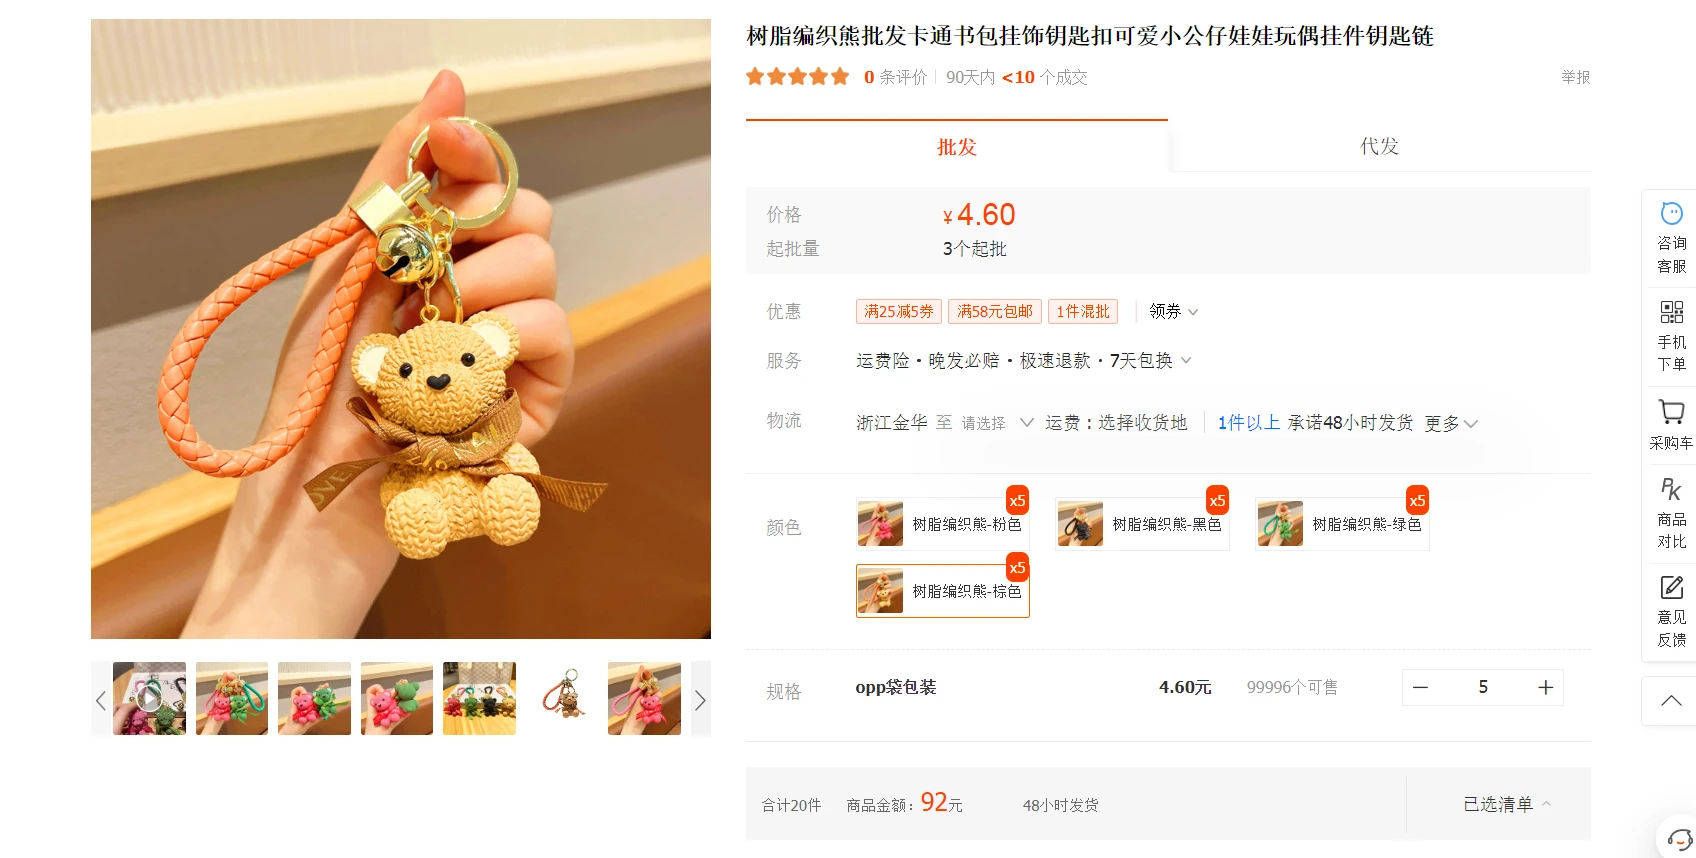 树脂编织熊批发卡通书包挂饰钥匙扣可爱小公仔娃娃玩偶挂件钥匙链
0 条评价 90天内 <10 个成交 举报
批发 代发
价格 ¥4.60
起批量 3个起批
优惠 满25减5券 满58元包邮 1件混批 领券
服务 运费险·晚发必赔·极速退款·7天包换
物流 浙江金华 至 请选择 运费：选择收货地 1件以上 承诺48小时发货 更多
颜色
树脂编织熊-粉色 x5
树脂编织熊-黑色 x5
树脂编织熊-绿色 x5
树脂编织熊-棕色 x5
规格 opp袋包装 4.60元 99996个可售 — 5 +
合计20件 商品金额：92元 48小时发货 已选清单
咨询
客服
手机
下单
采购车
PK
商品
对比
意见
反馈